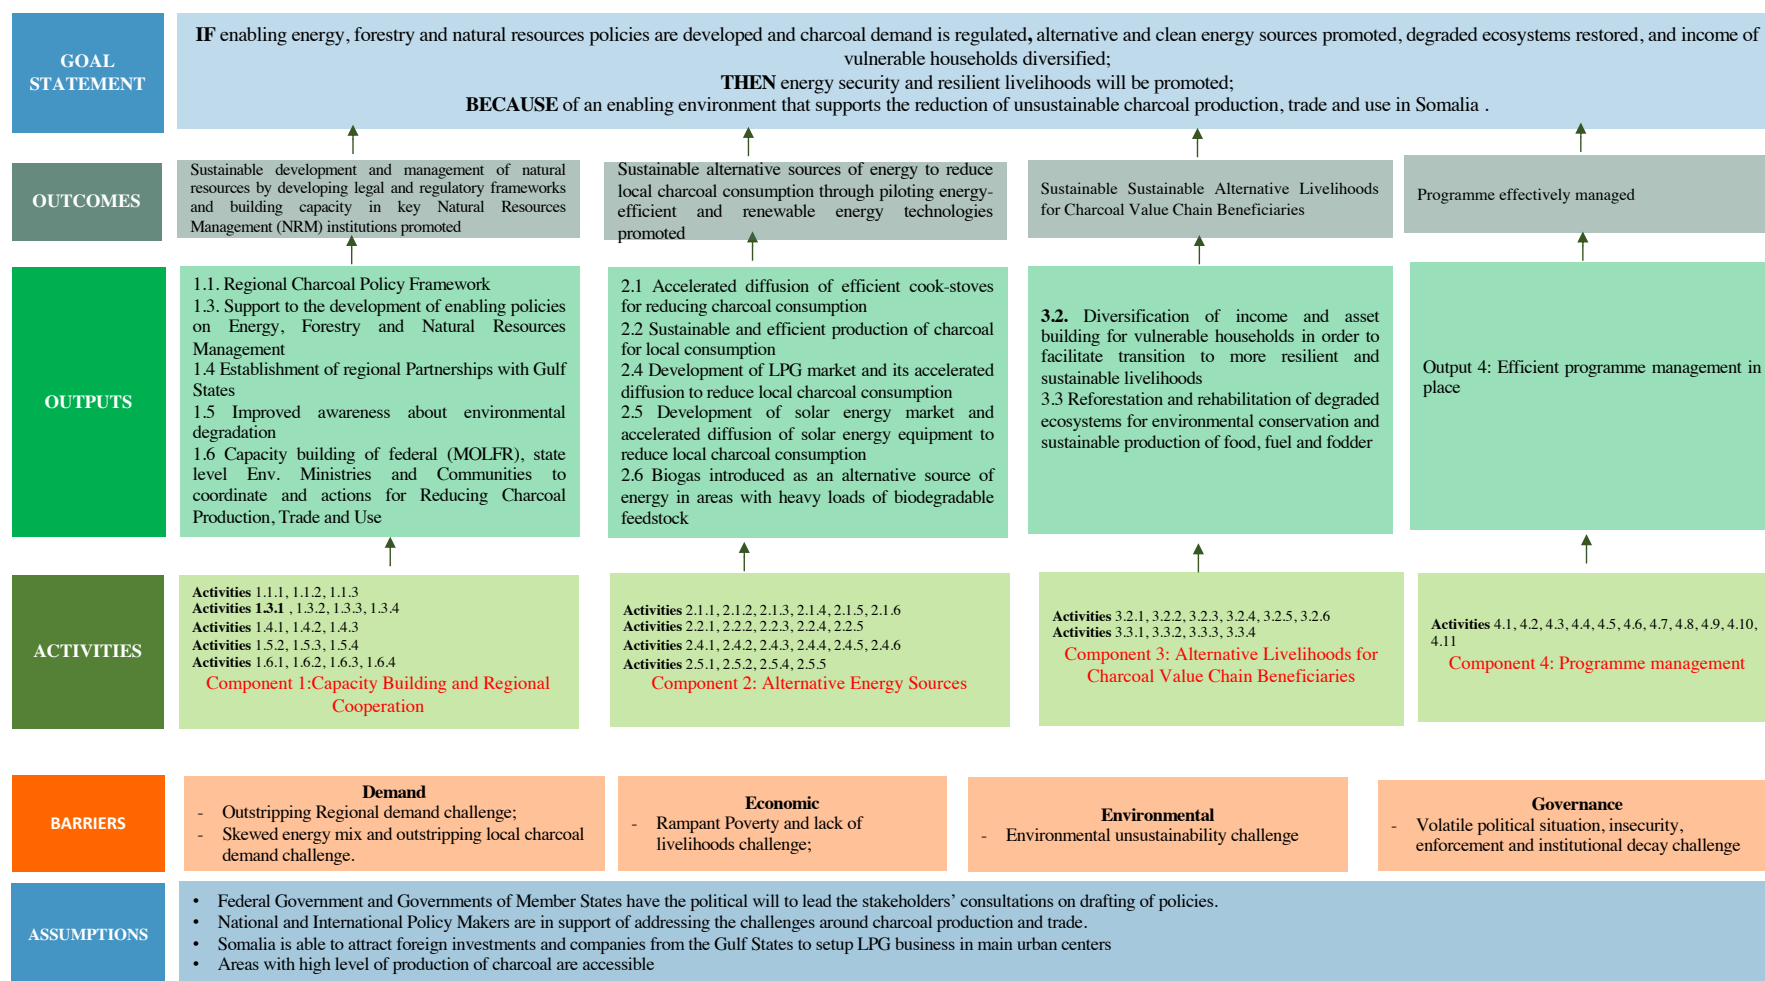 GOAL
STATEMENT
IF enabling energy, forestry and natural resources policies are developed and charcoal demand is regulated, alternative and clean energy sources promoted, degraded ecosystems restored, and income of
vulnerable households diversified;
THEN energy security and resilient livelihoods will be promoted;
BECAUSE of an enabling environment that supports the reduction of unsustainable charcoal production, trade and use in Somalia .
OUTCOMES
Sustainable development and management of natural
resources by developing legal and regulatory frameworks
and building capacity in key Natural Resources
Management (NRM) institutions promoted
Sustainable alternative sources of energy to reduce
local charcoal consumption through piloting energy-
efficient and renewable energy technologies
promoted
Sustainable Sustainable Alternative Livelihoods
for Charcoal Value Chain Beneficiaries
Programme effectively managed
OUTPUTS
1.1. Regional Charcoal Policy Framework
1.3. Support to the development of enabling policies
on Energy, Forestry and Natural Resources
Management
1.4 Establishment of regional Partnerships with Gulf
States
1.5 Improved awareness about environmental
degradation
1.6 Capacity building of federal (MOLFR), state
level Env. Ministries and Communities to
coordinate and actions for Reducing Charcoal
Production, Trade and Use
2.1 Accelerated diffusion of efficient cook-stoves
for reducing charcoal consumption
2.2 Sustainable and efficient production of charcoal
for local consumption
2.4 Development of LPG market and its accelerated
diffusion to reduce local charcoal consumption
2.5 Development of solar energy market and
accelerated diffusion of solar energy equipment to
reduce local charcoal consumption
2.6 Biogas introduced as an alternative source of
energy in areas with heavy loads of biodegradable
feedstock
3.2. Diversification of income and asset
building for vulnerable households in order to
facilitate transition to more resilient and
sustainable livelihoods
3.3 Reforestation and rehabilitation of degraded
ecosystems for environmental conservation and
sustainable production of food, fuel and fodder
Output 4: Efficient programme management in
place
ACTIVITIES
Activities 1.1.1, 1.1.2, 1.1.3
Activities 1.3.1 , 1.3.2, 1.3.3, 1.3.4
Activities 1.4.1, 1.4.2, 1.4.3
Activities 1.5.2, 1.5.3, 1.5.4
Activities 1.6.1, 1.6.2, 1.6.3, 1.6.4
Component 1:Capacity Building and Regional
Cooperation
Activities 2.1.1, 2.1.2, 2.1.3, 2.1.4, 2.1.5, 2.1.6
Activities 2.2.1, 2.2.2, 2.2.3, 2.2.4, 2.2.5
Activities 2.4.1, 2.4.2, 2.4.3, 2.4.4, 2.4.5, 2.4.6
Activities 2.5.1, 2.5.2, 2.5.4, 2.5.5
Component 2: Alternative Energy Sources
Activities 3.2.1, 3.2.2, 3.2.3, 3.2.4, 3.2.5, 3.2.6
Activities 3.3.1, 3.3.2, 3.3.3, 3.3.4
Component 3: Alternative Livelihoods for
Charcoal Value Chain Beneficiaries
Activities 4.1, 4.2, 4.3, 4.4, 4.5, 4.6, 4.7, 4.8, 4.9, 4.10,
4.11
Component 4: Programme management
BARRIERS
Demand
- Outstripping Regional demand challenge;
- Skewed energy mix and outstripping local charcoal
demand challenge.
Economic
- Rampant Poverty and lack of
livelihoods challenge;
Environmental
- Environmental unsustainability challenge
Governance
- Volatile political situation, insecurity,
enforcement and institutional decay challenge
ASSUMPTIONS
• Federal Government and Governments of Member States have the political will to lead the stakeholders’ consultations on drafting of policies.
• National and International Policy Makers are in support of addressing the challenges around charcoal production and trade.
• Somalia is able to attract foreign investments and companies from the Gulf States to setup LPG business in main urban centers
• Areas with high level of production of charcoal are accessible